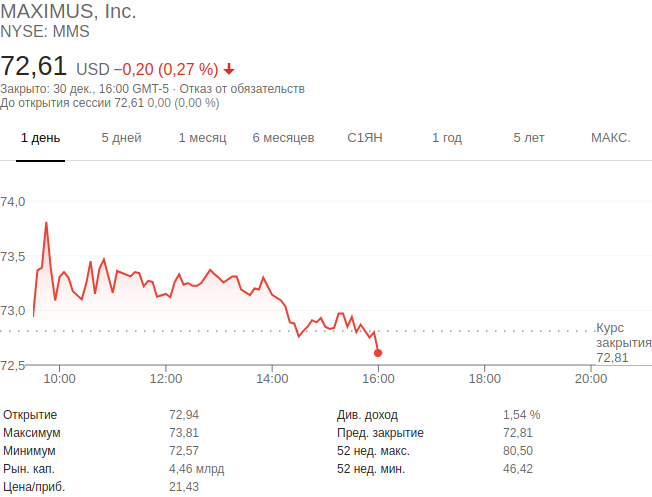 MAXIMUS, Inc.
NYSE: MMS
72,61 USD −0,20 (0,27 %)
Закрыто: 30 дек., 16:00 GMT-5 · Отказ от обязательств
До открытия сессии 72,61 0,00 (0,00 %)
1 день 5 дней 1 месяц 6 месяцев С1ЯН 1 год 5 лет МАКС.
74,0
73,5
73,0
Курс
закрытия
72,81
72,5
10:00 12:00 14:00 16:00 18:00 20:00
Открытие 72,94 Див. доход 1,54 %
Максимум 73,81 Пред. закрытие 72,81
Минимум 72,57 52 нед. макс. 80,50
Рын. кап. 4,46 млрд 52 нед. мин. 46,42
Цена/приб. 21,43